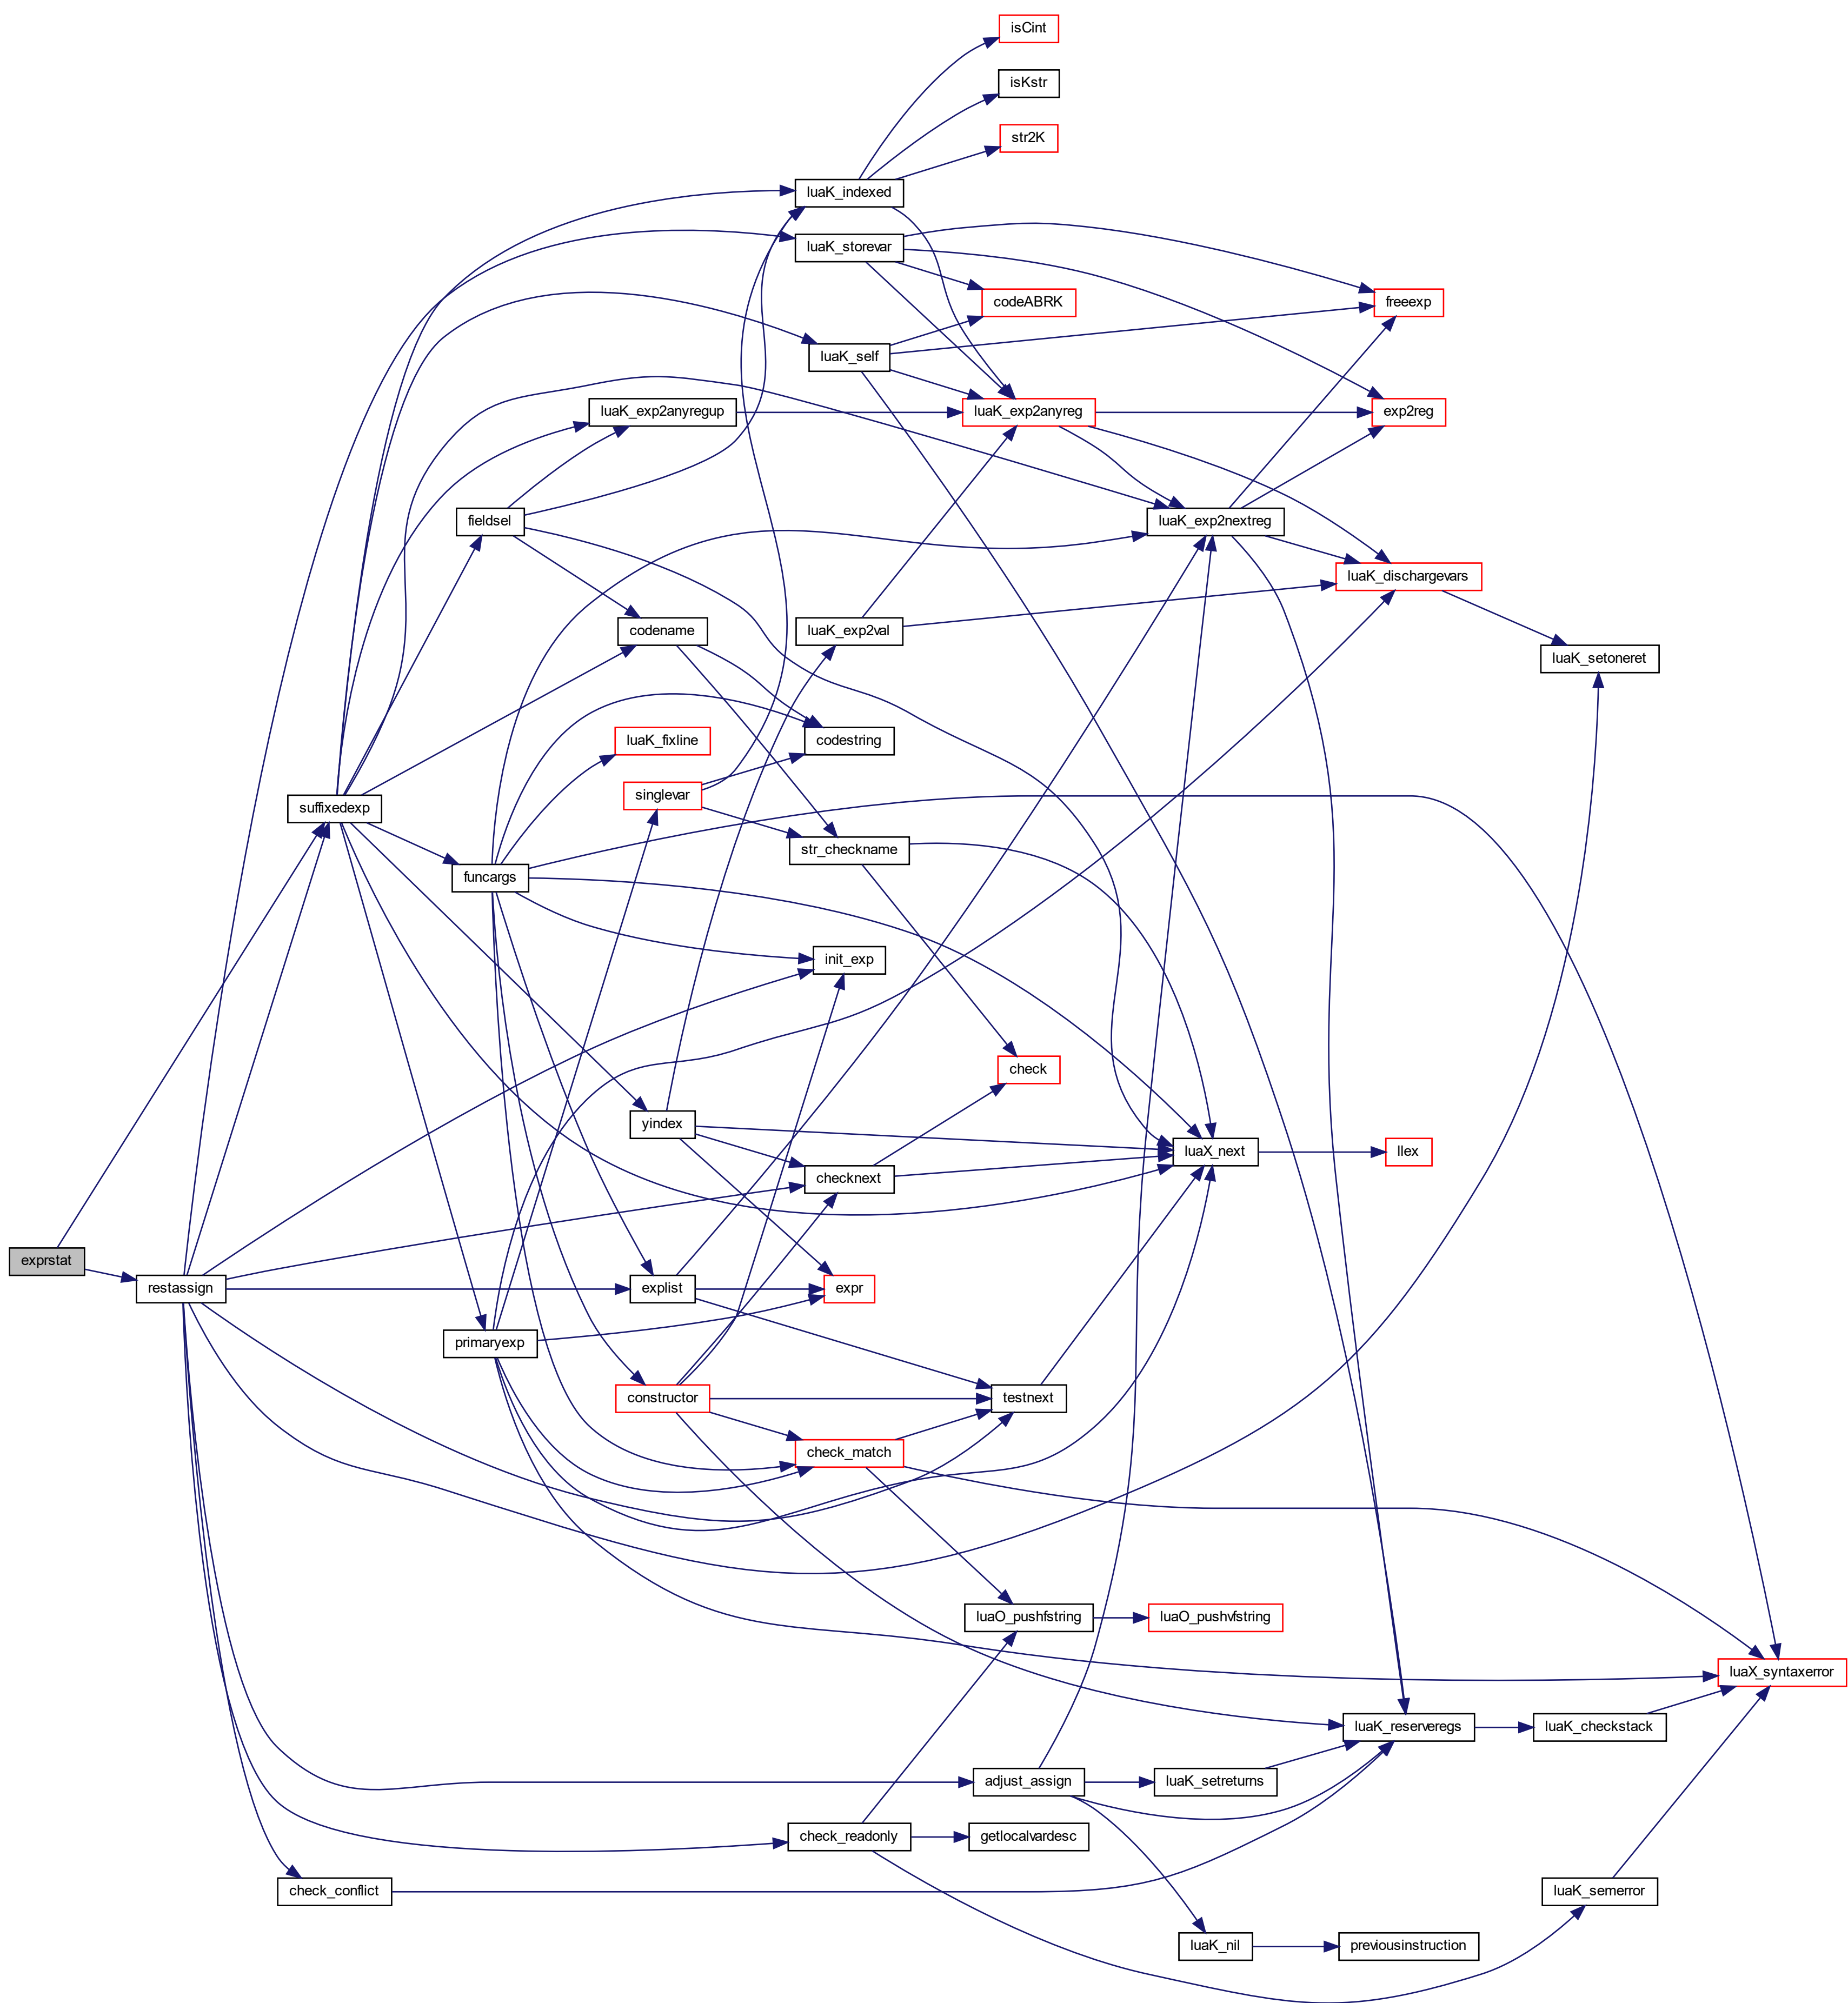 isCint
isKstr
str2K
luaK_indexed
luaK_storevar
codeABRK
freeexp
luaK_self
luaK_exp2anyregup
luaK_exp2anyreg
exp2reg
fieldsel
luaK_exp2nextreg
luaK_dischargevars
codename
luaK_exp2val
luaK_setoneret
luaK_fixline
codestring
singlevar
suffixedexp
str_checkname
funcargs
init_exp
check
yindex
luaX_next
llex
checknext
exprstat
restassign
explist
expr
primaryexp
constructor
testnext
check_match
luaO_pushfstring
luaO_pushvfstring
luaX_syntaxerror
luaK_reserveregs
luaK_checkstack
adjust_assign
luaK_setreturns
check_readonly
getlocalvardesc
check_conflict
luaK_semerror
luaK_nil
previousinstruction